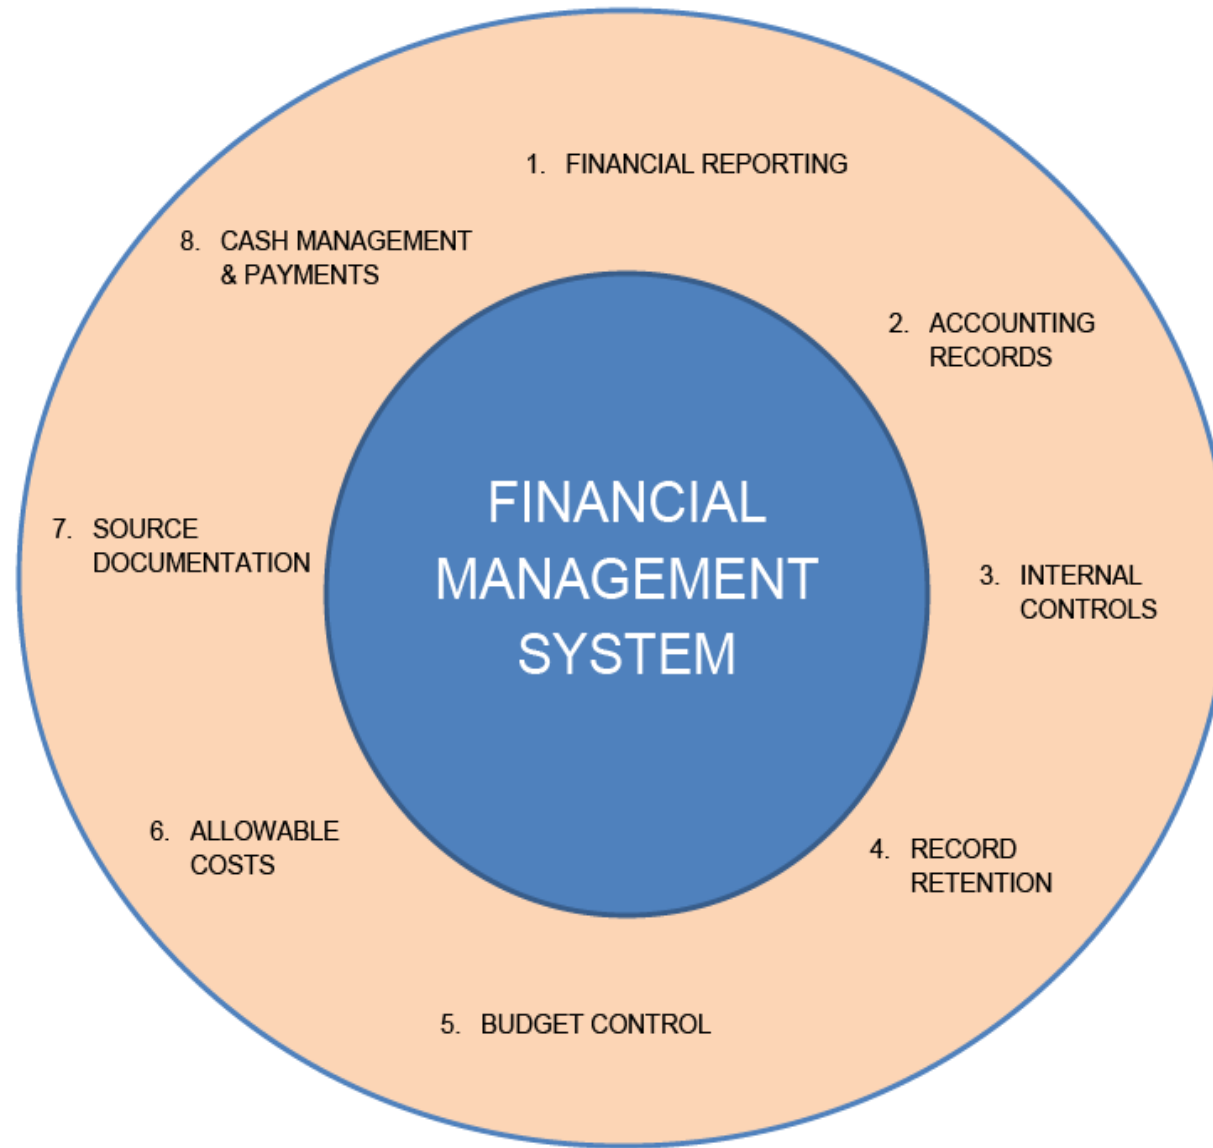 1. FINANCIAL REPORTING
2. ACCOUNTING
RECORDS
3. INTERNAL
CONTROLS
4. RECORD
RETENTION
5. BUDGET CONTROL
6. ALLOWABLE
COSTS
7. SOURCE
DOCUMENTATION
8. CASH MANAGEMENT
& PAYMENTS
FINANCIAL
MANAGEMENT
SYSTEM